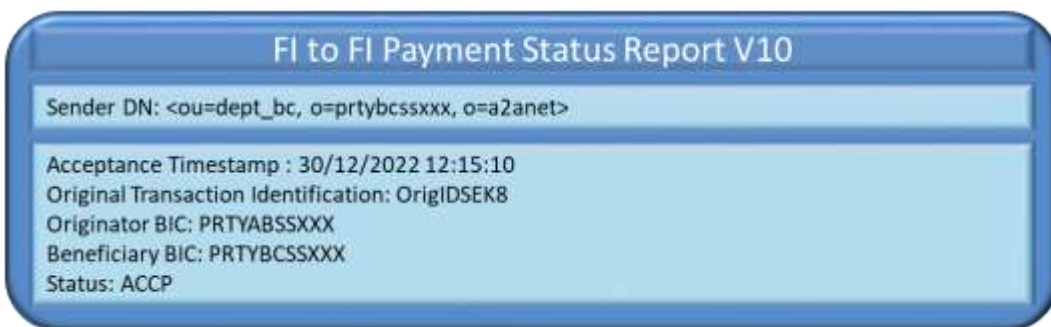 FI to FI Payment Status Report V10
Sender DN: <ou=dept_bc, o=prtybcssxxx, o=a2anet>
Acceptance Timestamp : 30/12/2022 12:15:10
Original Transaction Identification: OrigIDSEK8
Originator BIC: PRTYABSSXXX
Beneficiary BIC: PRTYBCSSXXX
Status: ACCP